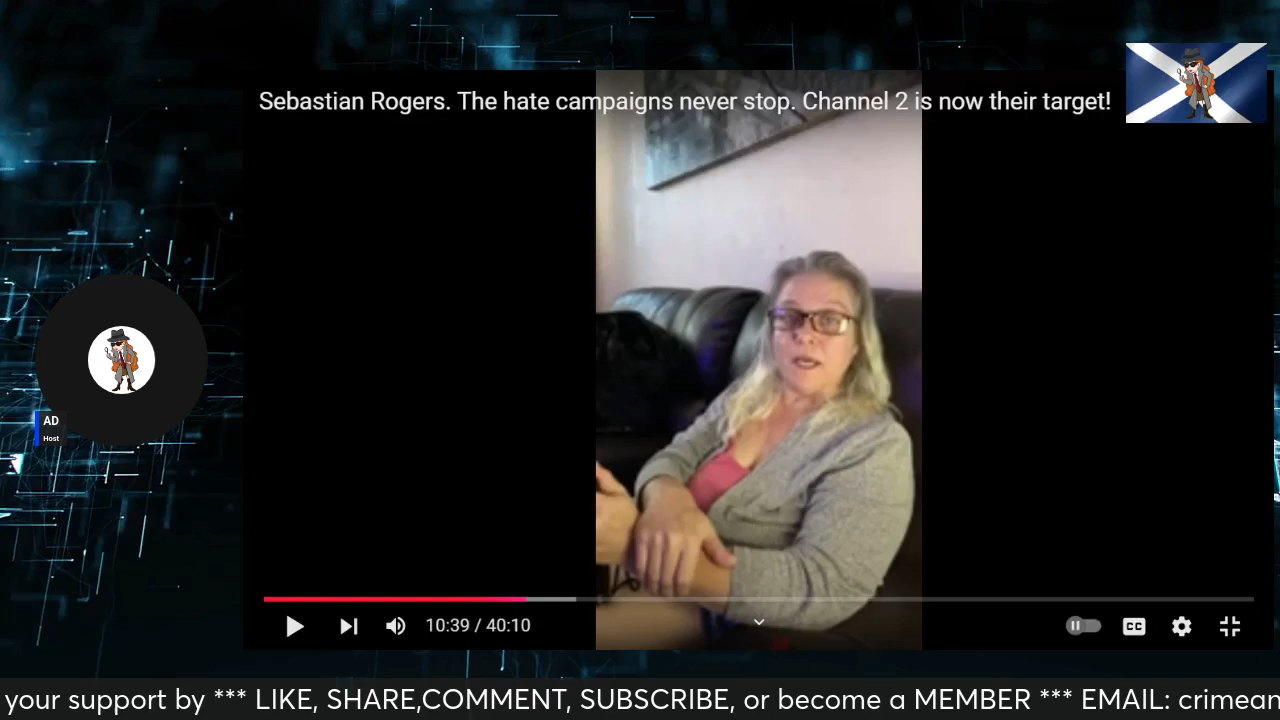 Sebastian Rogers. The hate campaigns never stop. Channel 2 is now their target!
AD
Host
10:39 / 40:10
CC
your support by *** LIKE, SHARE,COMMENT, SUBSCRIBE, or become a MEMBER *** EMAIL: crimean